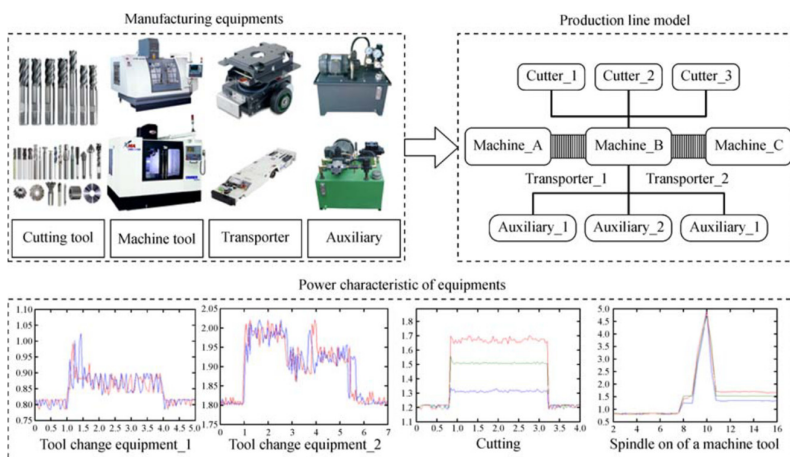 Manufacturing equipments
Production line model
Cutting tool
Machine tool
Transporter
Auxiliary
Cutter_1
Cutter_2
Cutter_3
Machine_A
Machine_B
Machine_C
Transporter_1
Transporter_2
Auxiliary_1
Auxiliary_2
Auxiliary_1
Power characteristic of equipments
1.10
1.05
1.00
0.95
0.90
0.85
0.80
0.75
0 0.5 1.0 1.5 2.0 2.5 3.0 3.5 4.0 4.5 5.0
Tool change equipment_1
2.05
2.00
1.95
1.90
1.85
1.80
1.75
0 1 2 3 4 5 6 7
Tool change equipment_2
1.8
1.7
1.6
1.5
1.4
1.3
1.2
1.1
0 0.5 1.0 1.5 2.0 2.5 3.0 3.5 4.0
Cutting
5.0
4.5
4.0
3.5
3.0
2.5
2.0
1.5
1.0
0.5
6 8 10 12 14 16
Spindle on of a machine tool